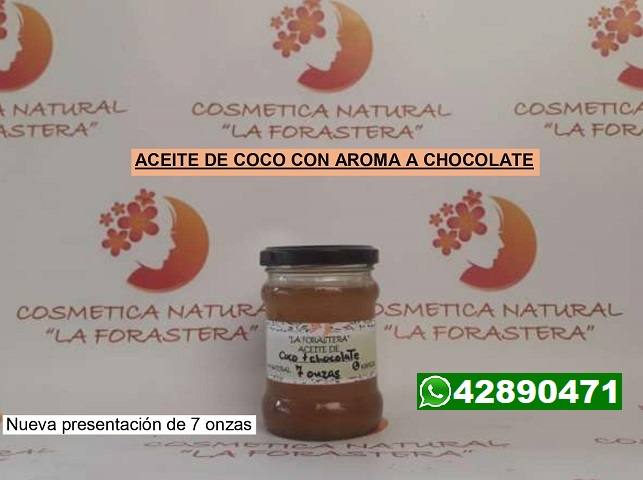 COSMETICA NATURAL
"LA FORASTERA"
COSMETICA NATURAL
"LA FORASTERA"
COSMETICA NATURAL
"LA FORASTERA"
ACEITE DE COCO CON AROMA A CHOCOLATE
COSMETICA NATURAL
"LA FORASTERA"
COSMETICA NATURAL
"LA FORASTERA"
"LA FORASTERA"
ACEITE DE
Coco + chocolate
7 onzas
42890471
Nueva presentación de 7 onzas